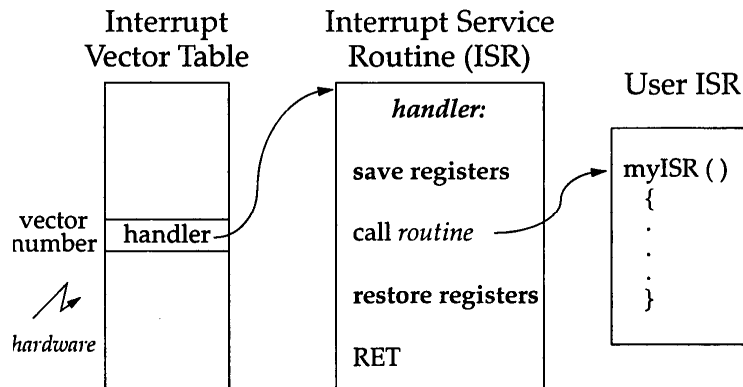 Interrupt
Vector Table
vector
number
handler
hardware
Interrupt Service
Routine (ISR)
handler:
save registers
call routine
restore registers
RET
User ISR
myISR ( )
{
.
.
.
}